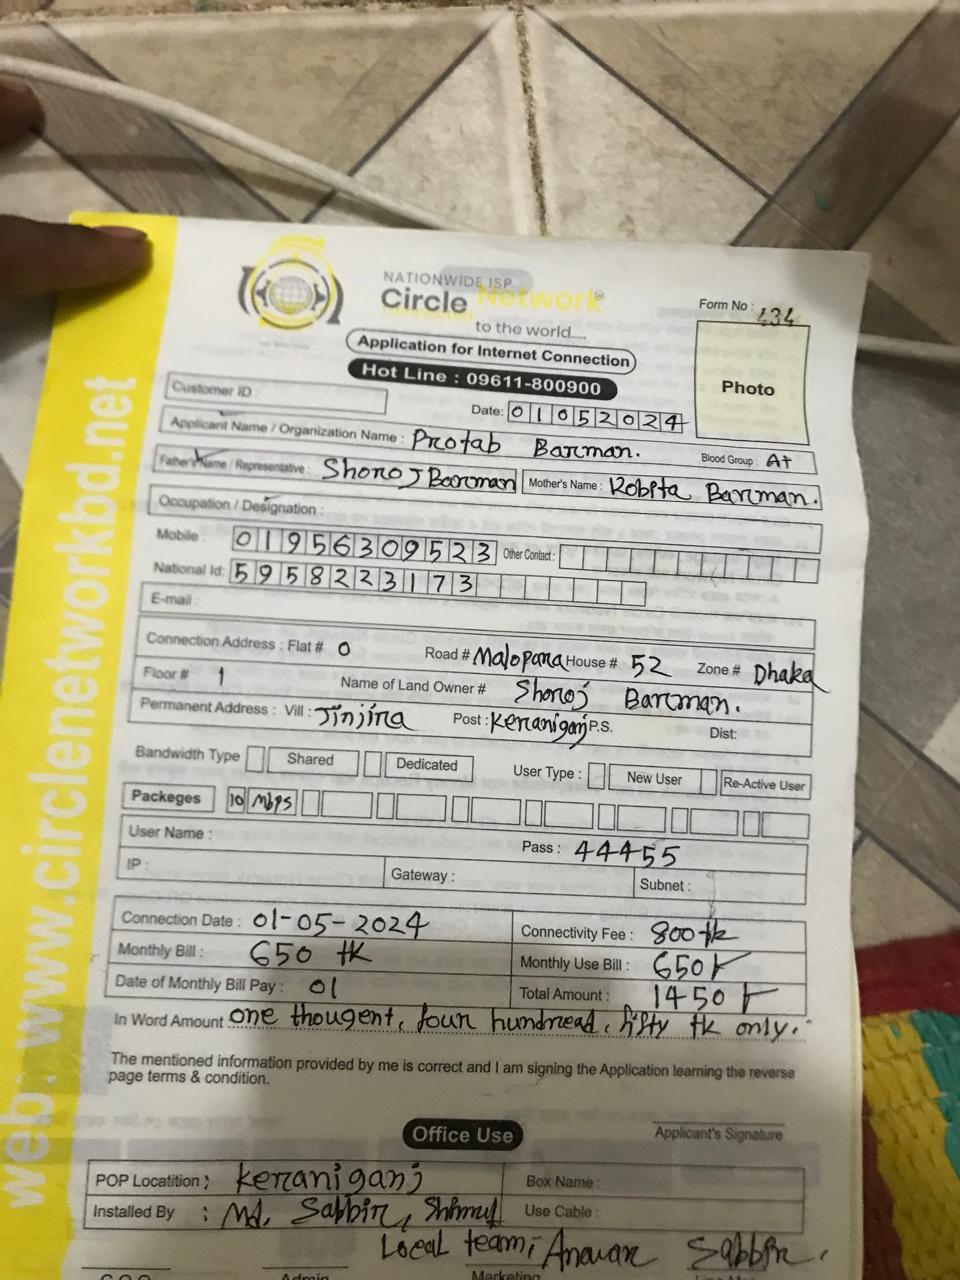 web : www.circlenetworkbd.net
NATIONWIDE ISP
Circle Network
to the world.....
Form No : 434
Application for Internet Connection
Hot Line : 09611-800900
Photo
Customer ID :
Date: 01052024
Applicant Name / Organization Name : Protab Barman.
Blood Group : A+
Father's Name / Representative : Shoroj Barman Mother's Name : Kobita Barman.
Occupation / Designation :
Mobile : 01956309523 Other Contact :
National Id: 5958223173
E-mail :
Connection Address : Flat # 0 Road # Malopara House # 52 Zone # Dhaka
Floor # 1 Name of Land Owner # Shoroj Barman.
Permanent Address : Vill : Jinjira Post : Keraniganj P.S. Dist:
Bandwidth Type Shared Dedicated User Type : New User Re-Active User
Packeges 10 Mbps
User Name : Pass : 44455
IP : Gateway : Subnet :
Connection Date : 01-05-2024 Connectivity Fee : 800 tk
Monthly Bill : 650 tk Monthly Use Bill : 650
Date of Monthly Bill Pay : 01 Total Amount : 1450
In Word Amount one thougent, four hundread, fifty tk only.
The mentioned information provided by me is correct and I am signing the Application learning the reverse
page terms & condition.
Applicant's Signature
Office Use
POP Locatition : Keraniganj Box Name :
Installed By : Md. Sabbir, Shimul Use Cable :
Local team, Anawar Sabbir.
Admin Marketing